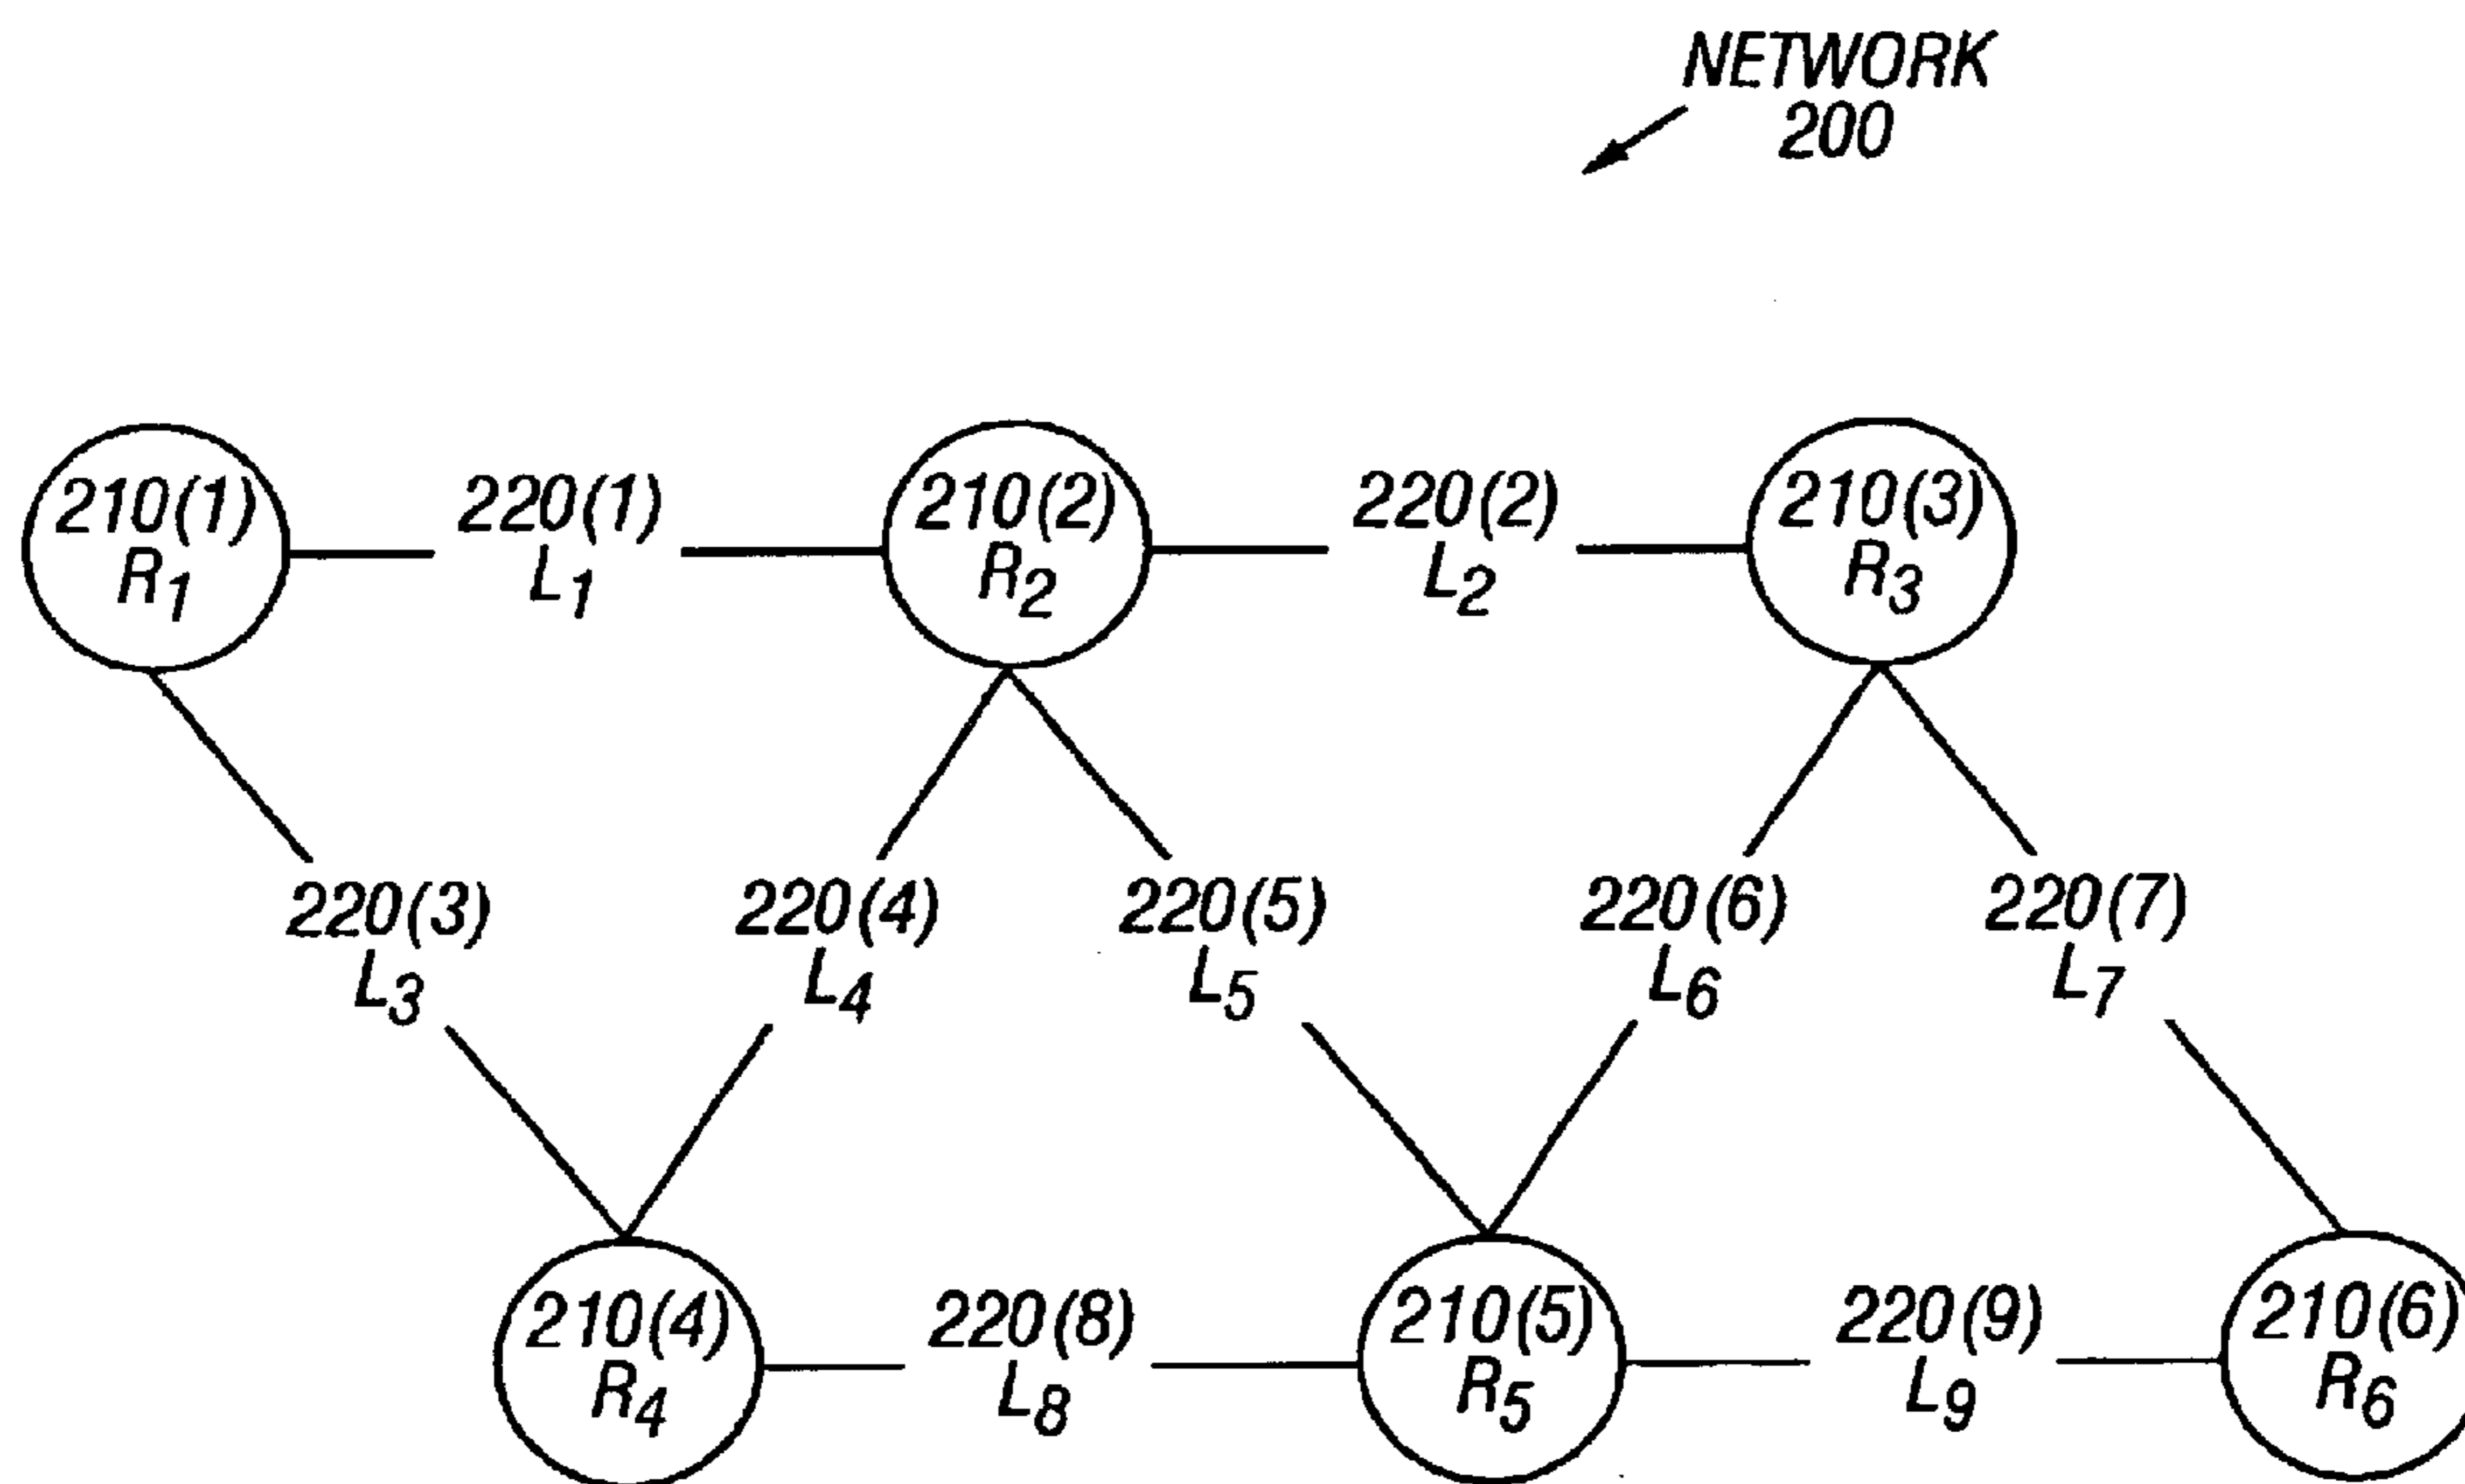 NETWORK
200
210(1)
R1
220(1)
L1
210(2)
R2
220(2)
L2
210(3)
R3
220(3)
L3
220(4)
L4
220(5)
L5
220(6)
L6
220(7)
L7
210(4)
R4
220(8)
L8
210(5)
R5
220(9)
L9
210(6)
R6